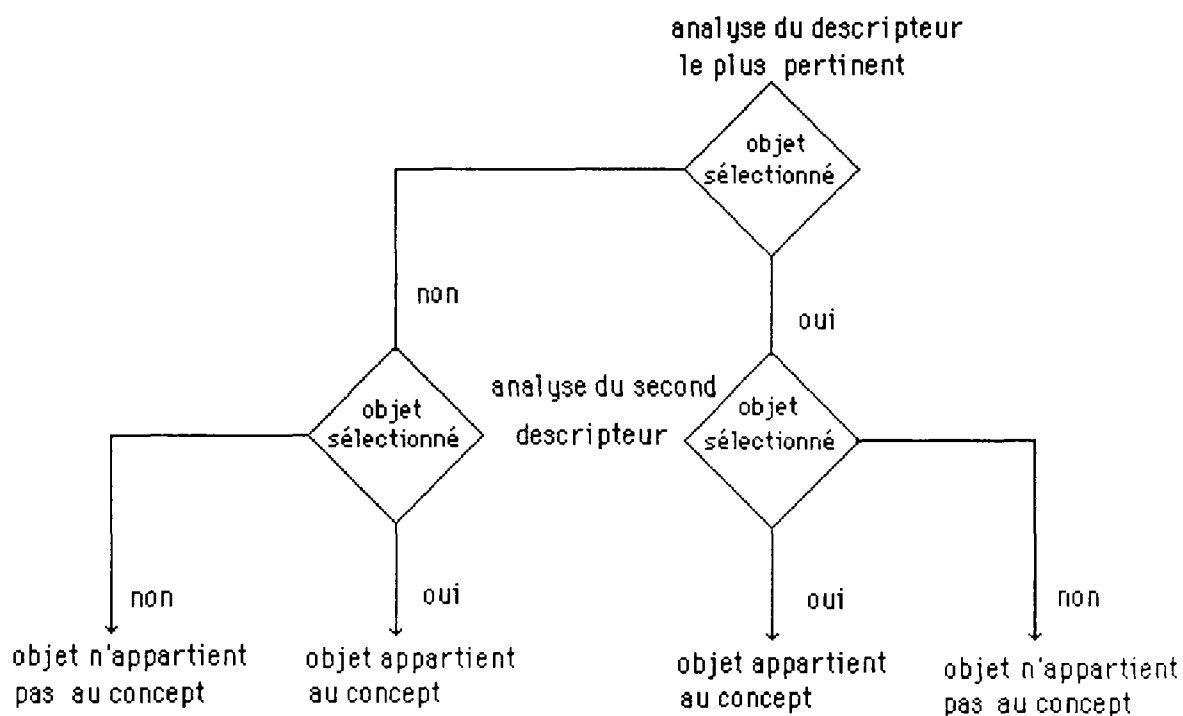 analyse du descripteur
le plus pertinent
objet
sélectionné
non
oui
objet
sélectionné
analyse du second
descripteur
objet
sélectionné
non
oui
oui
non
objet n'appartient
pas au concept
objet appartient
au concept
objet appartient
au concept
objet n'appartient
pas au concept